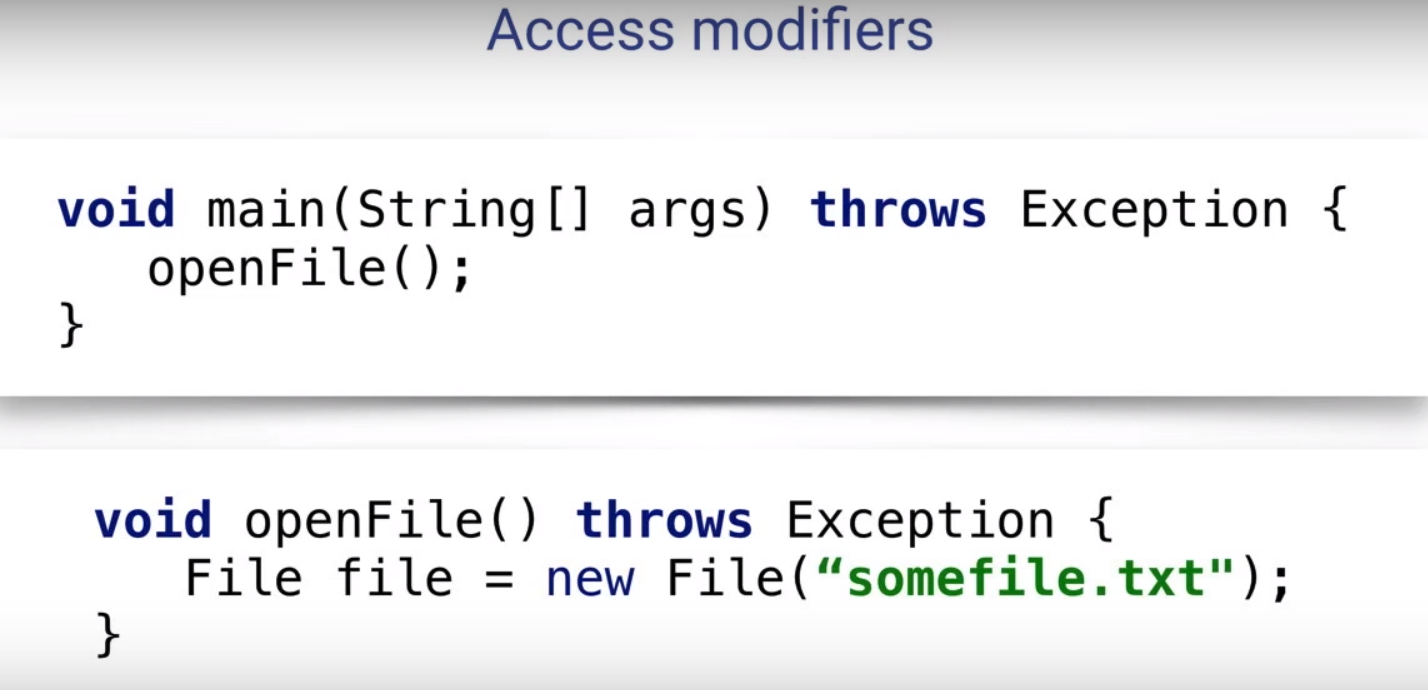 Access modifiers
void main(String[] args) throws Exception {
openFile();
}
void openFile() throws Exception {
File file = new File(“somefile.txt");
}